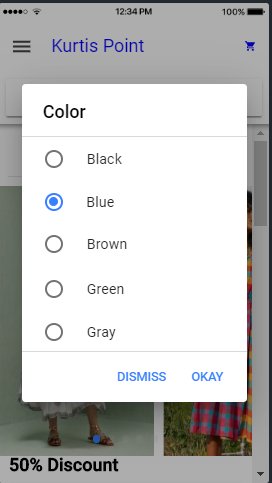 12:34 PM
100%
Kurtis Point
Color
Black
Blue
Brown
Green
Gray
DISMISS
OKAY
50% Discount